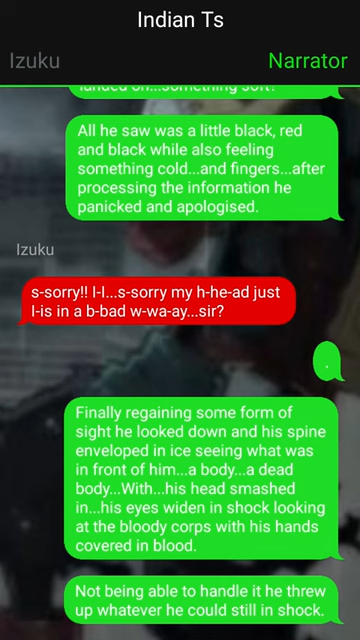 Indian Ts
Izuku
Narrator
landed on...something soft?
All he saw was a little black, red
and black while also feeling
something cold...and fingers...after
processing the information he
panicked and apologised.
Izuku
s-sorry!! I-I...s-sorry my h-he-ad just
I-is in a b-bad w-wa-ay...sir?
.
Finally regaining some form of
sight he looked down and his spine
enveloped in ice seeing what was
in front of him...a body...a dead
body...With...his head smashed
in...his eyes widen in shock looking
at the bloody corps with his hands
covered in blood.
Not being able to handle it he threw
up whatever he could still in shock.